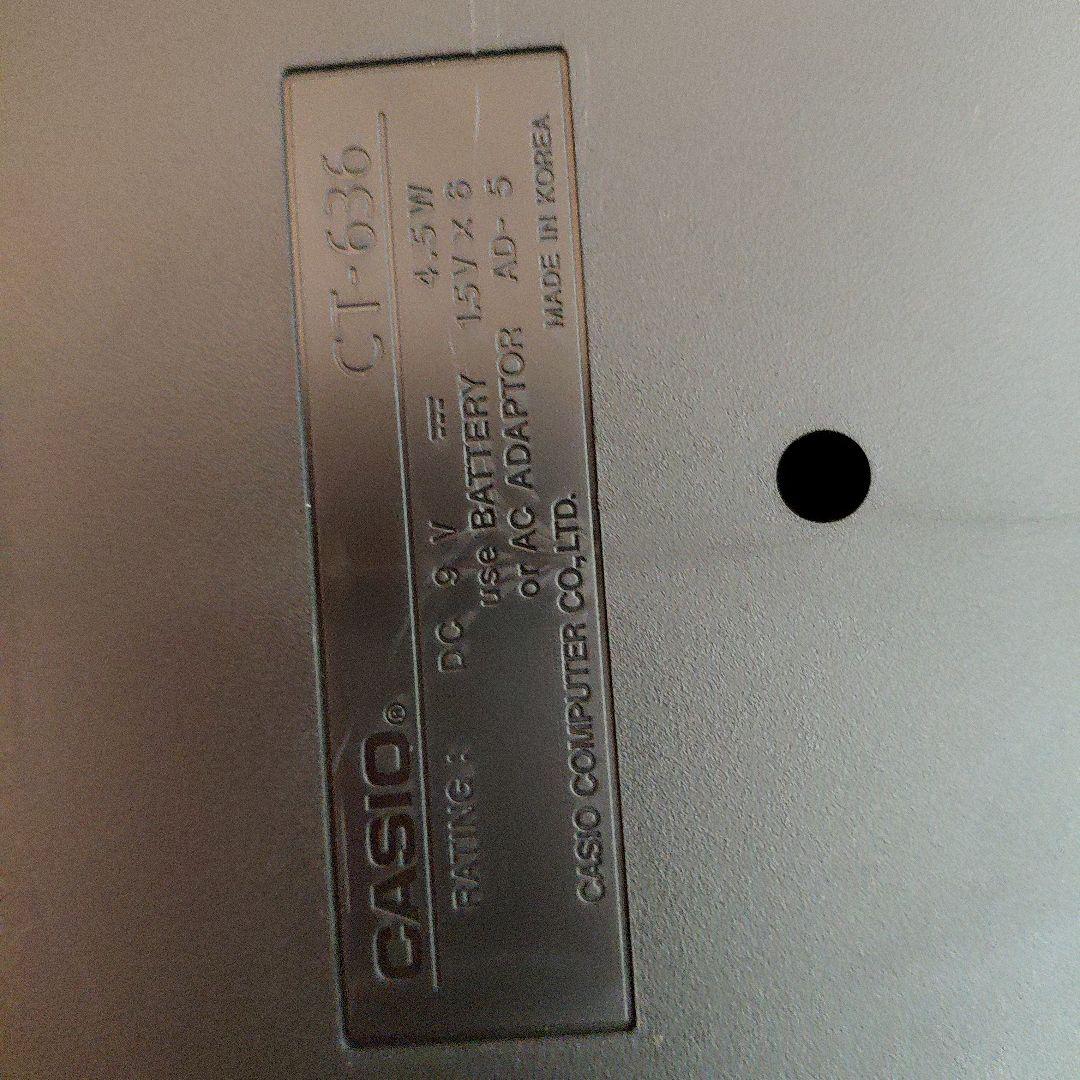 CASIO® CT-636
RATING : DC 9 V ⎓ 4.5W
use BATTERY 1.5V × 6
or AC ADAPTOR AD-5
CASIO COMPUTER CO.,LTD. MADE IN KOREA